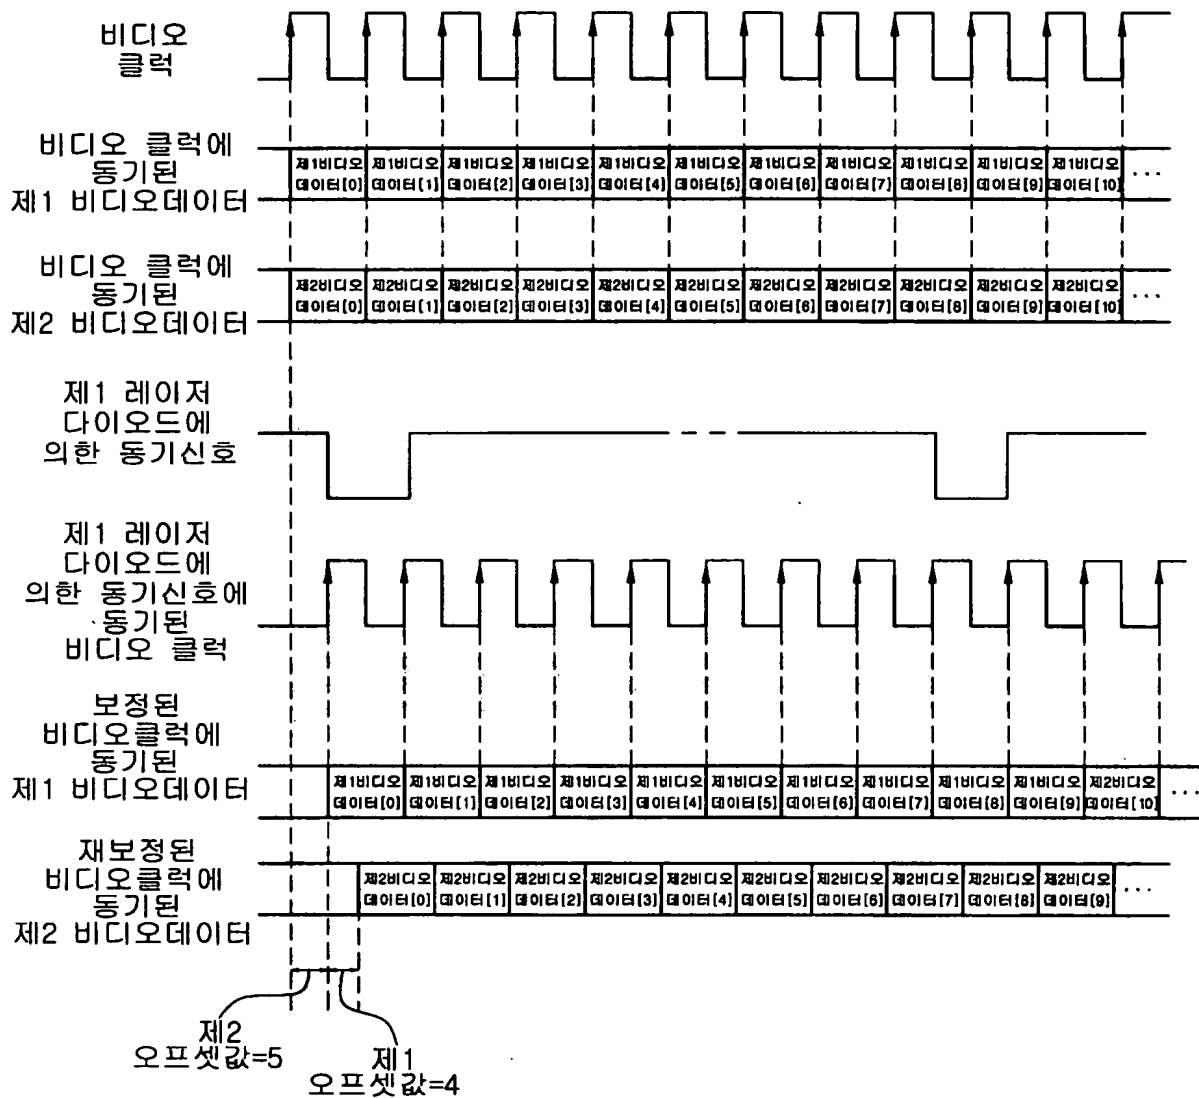 비디오
클럭
비디오 클럭에
동기된
제1 비디오데이터
제1비디오 제1비디오 제1비디오 제1비디오 제1비디오 제1비디오 제1비디오 제1비디오 제1비디오 제1비디오 제1비디오
데이터[0] 데이터[1] 데이터[2] 데이터[3] 데이터[4] 데이터[5] 데이터[6] 데이터[7] 데이터[8] 데이터[9] 데이터[10] ...
비디오 클럭에
동기된
제2 비디오데이터
제2비디오 제2비디오 제2비디오 제2비디오 제2비디오 제2비디오 제2비디오 제2비디오 제2비디오 제2비디오 제2비디오
데이터[0] 데이터[1] 데이터[2] 데이터[3] 데이터[4] 데이터[5] 데이터[6] 데이터[7] 데이터[8] 데이터[9] 데이터[10] ...
제1 레이저
다이오드에
의한 동기신호
제1 레이저
다이오드에
의한 동기신호에
동기된
비디오 클럭
보정된
비디오클럭에
동기된
제1 비디오데이터
제1비디오 제1비디오 제1비디오 제1비디오 제1비디오 제1비디오 제1비디오 제1비디오 제1비디오 제1비디오 제2비디오
데이터[0] 데이터[1] 데이터[2] 데이터[3] 데이터[4] 데이터[5] 데이터[6] 데이터[7] 데이터[8] 데이터[9] 데이터[10] ...
재보정된
비디오클럭에
동기된
제2 비디오데이터
제2비디오 제2비디오 제2비디오 제2비디오 제2비디오 제2비디오 제2비디오 제2비디오 제2비디오 제2비디오
데이터[0] 데이터[1] 데이터[2] 데이터[3] 데이터[4] 데이터[5] 데이터[6] 데이터[7] 데이터[8] 데이터[9] ...
제2
오프셋값=5
제1
오프셋값=4